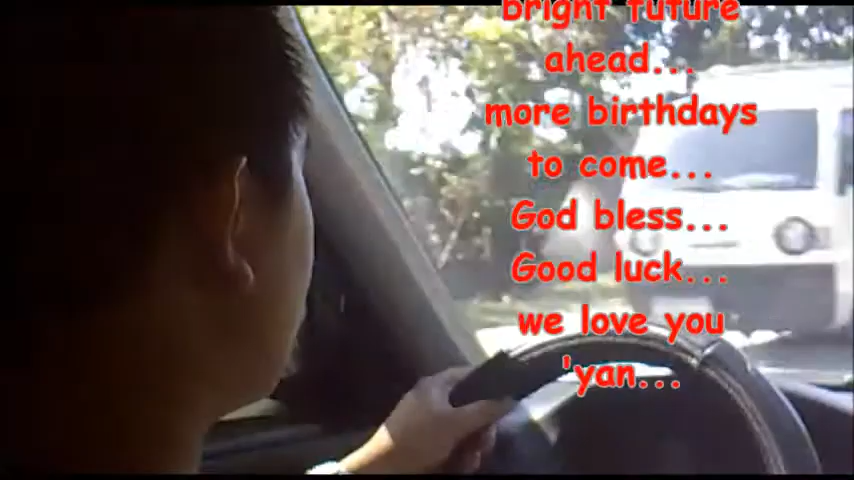 bright future
ahead...
more birthdays
to come...
God bless...
Good luck...
we love you
'yan...